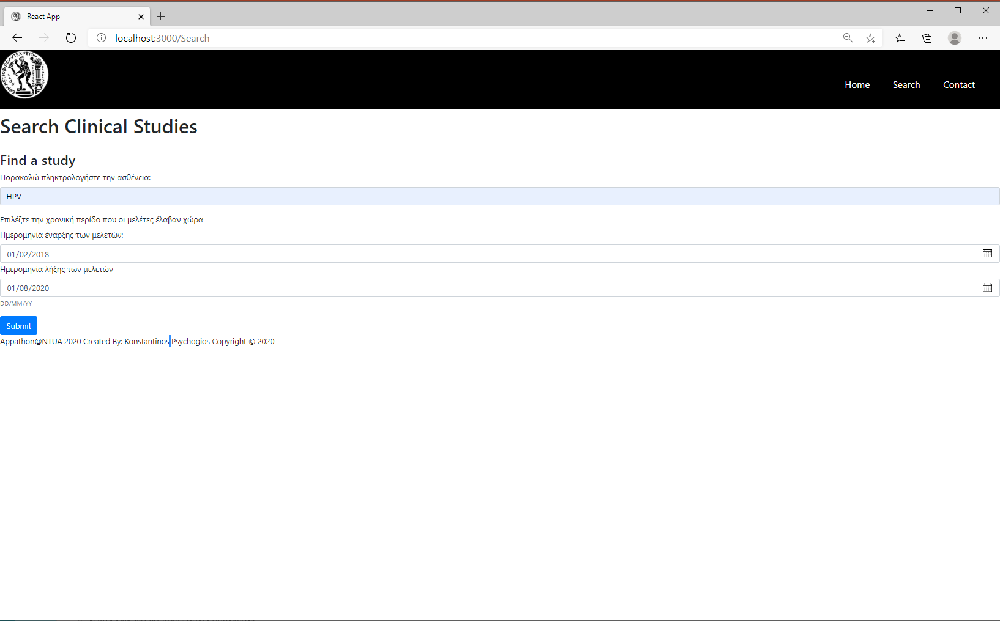 React App
localhost:3000/Search
Home Search Contact
Search Clinical Studies
Find a study
Παρακαλώ πληκτρολογήστε την ασθένεια:
HPV
Επιλέξτε την χρονική περίδο που οι μελέτες έλαβαν χώρα
Ημερομηνία έναρξης των μελετών:
01/02/2018
Ημερομηνία λήξης των μελετών
01/08/2020
DD/MM/YY
Submit
Appathon@NTUA 2020 Created By: Konstantinos Psychogios Copyright © 2020